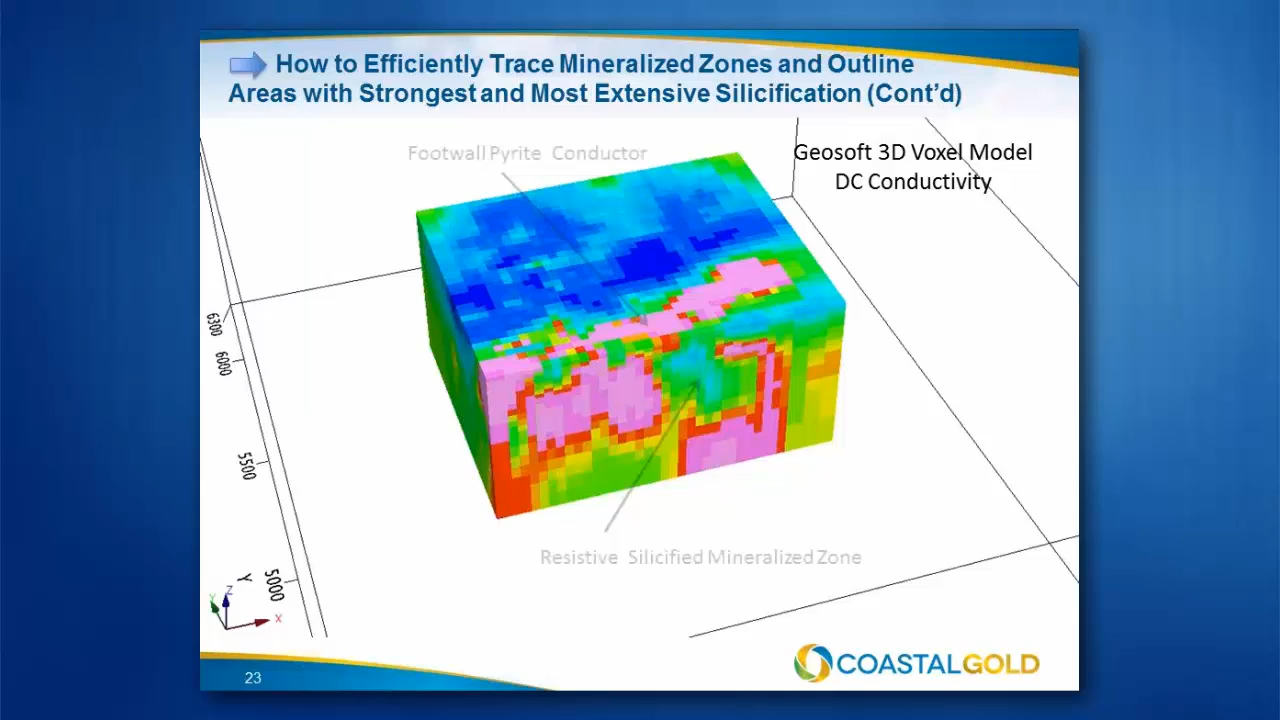 How to Efficiently Trace Mineralized Zones and Outline
Areas with Strongest and Most Extensive Silicification (Cont'd)
Footwall Pyrite Conductor
Geosoft 3D Voxel Model
DC Conductivity
6300
6000
5500
5000
Y
Z
Y
X
Resistive Silicified Mineralized Zone
23
COASTALGOLD